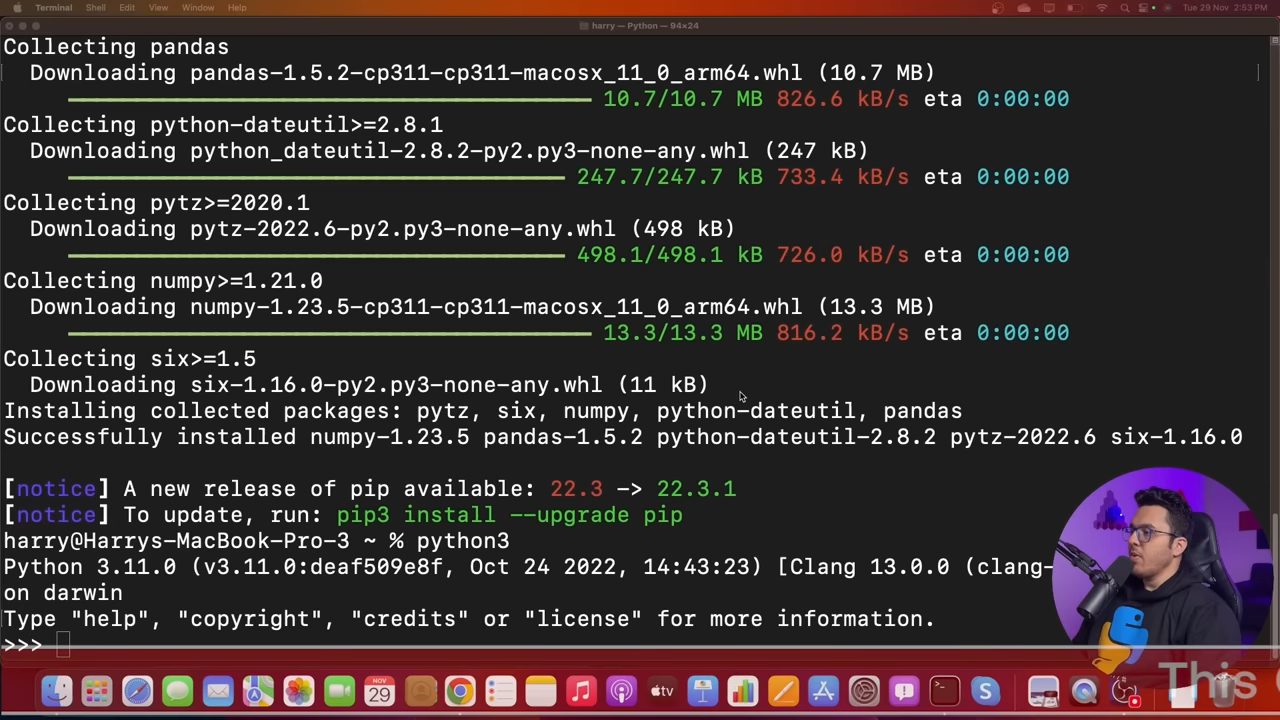 Terminal Shell Edit View Window Help Tue 29 Nov 2:53 PM
harry — Python — 94×24
Collecting pandas
Downloading pandas-1.5.2-cp311-cp311-macosx_11_0_arm64.whl (10.7 MB)
10.7/10.7 MB 826.6 kB/s eta 0:00:00
Collecting python-dateutil>=2.8.1
Downloading python_dateutil-2.8.2-py2.py3-none-any.whl (247 kB)
247.7/247.7 kB 733.4 kB/s eta 0:00:00
Collecting pytz>=2020.1
Downloading pytz-2022.6-py2.py3-none-any.whl (498 kB)
498.1/498.1 kB 726.0 kB/s eta 0:00:00
Collecting numpy>=1.21.0
Downloading numpy-1.23.5-cp311-cp311-macosx_11_0_arm64.whl (13.3 MB)
13.3/13.3 MB 816.2 kB/s eta 0:00:00
Collecting six>=1.5
Downloading six-1.16.0-py2.py3-none-any.whl (11 kB)
Installing collected packages: pytz, six, numpy, python-dateutil, pandas
Successfully installed numpy-1.23.5 pandas-1.5.2 python-dateutil-2.8.2 pytz-2022.6 six-1.16.0
[notice] A new release of pip available: 22.3 -> 22.3.1
[notice] To update, run: pip3 install --upgrade pip
harry@Harrys-MacBook-Pro-3 ~ % python3
Python 3.11.0 (v3.11.0:deaf509e8f, Oct 24 2022, 14:43:23) [Clang 13.0.0 (clang-
on darwin
Type "help", "copyright", "credits" or "license" for more information.
>>>
NOV
29
tv
This